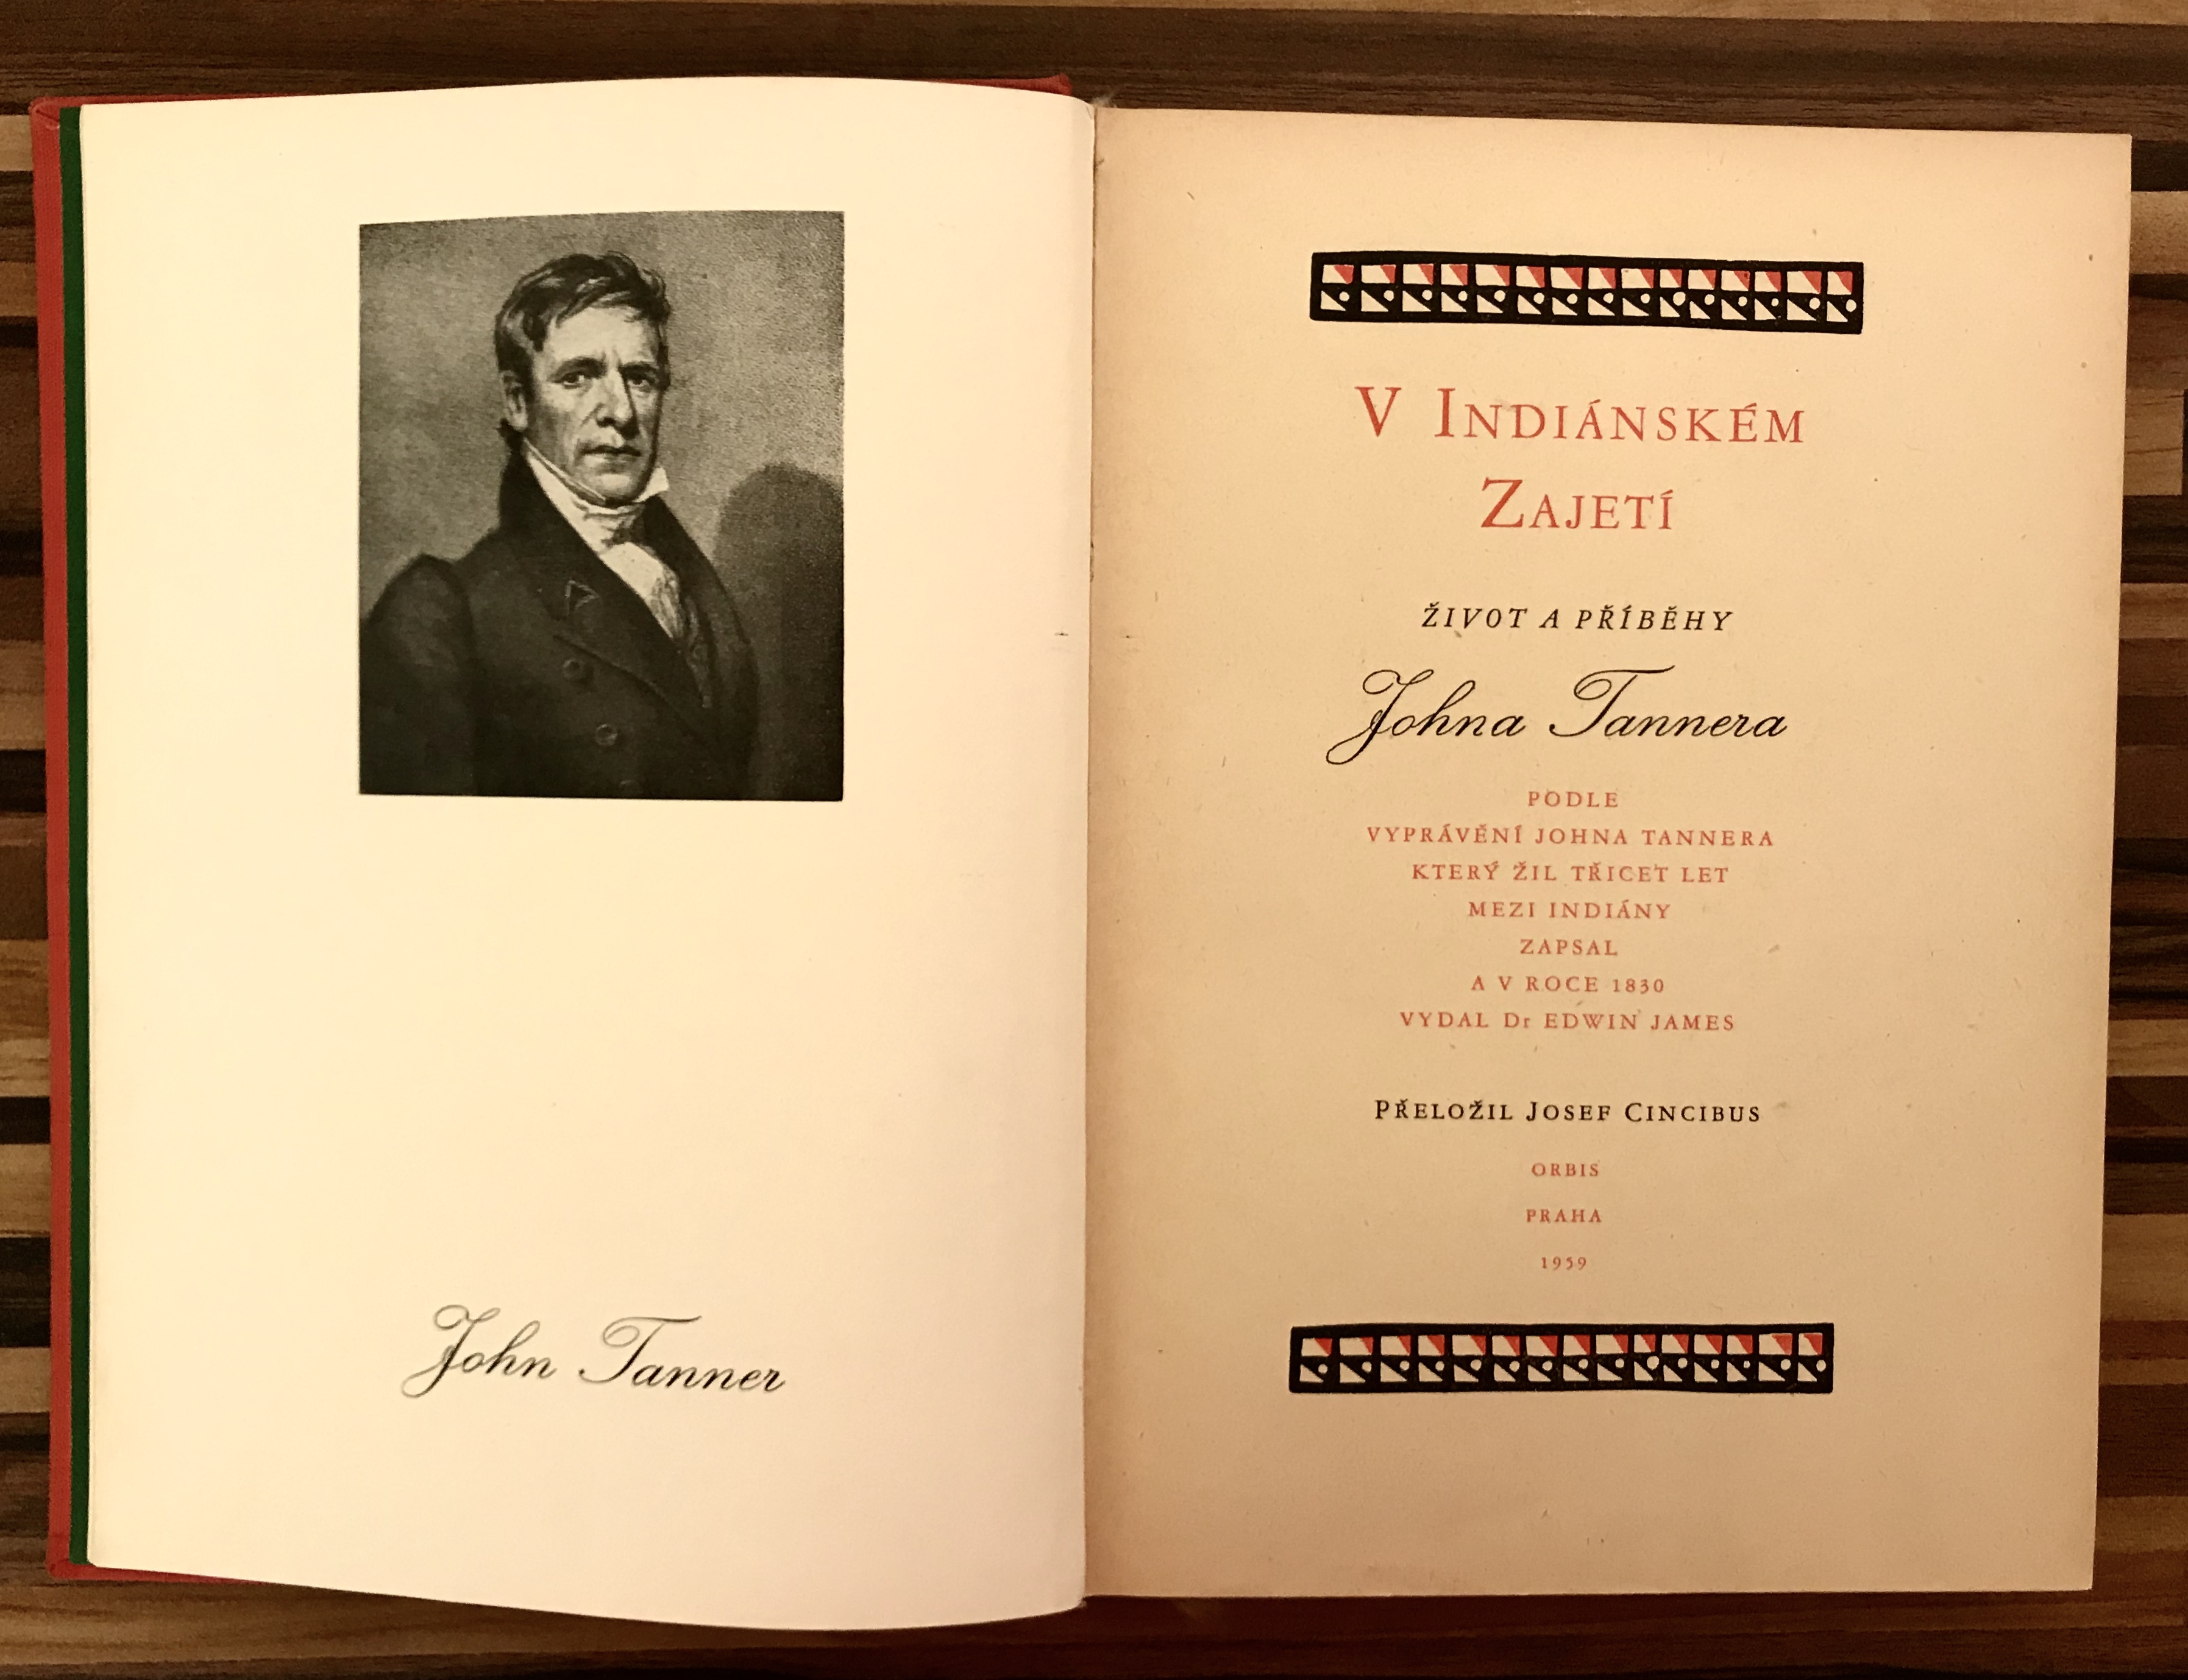 John Tanner
V INDIÁNSKÉM
ZAJETÍ
ŽIVOT A PŘÍBĚHY
Johna Tannera
PODLE
VYPRÁVĚNÍ JOHNA TANNERA
KTERÝ ŽIL TŘICET LET
MEZI INDIÁNY
ZAPSAL
A V ROCE 1830
VYDAL Dr EDWIN JAMES
PŘELOŽIL JOSEF CINCIBUS
ORBIS
PRAHA
1959